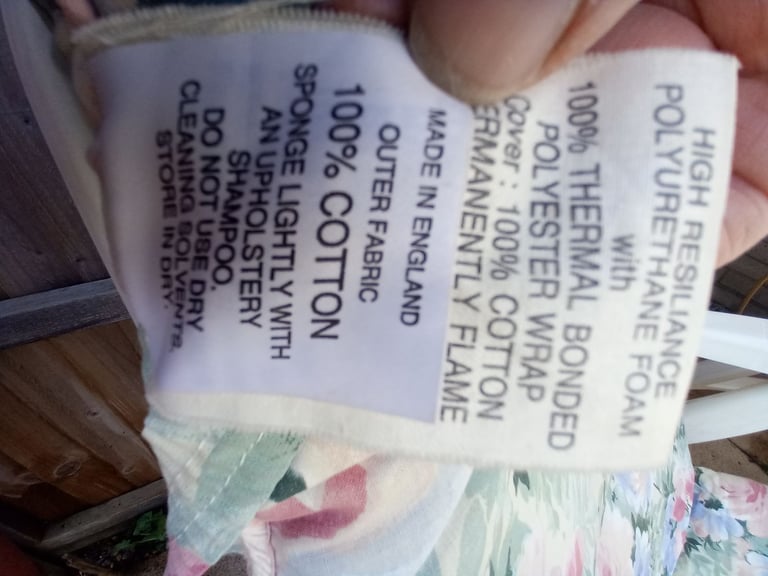 HIGH RESILIANCE
POLYURETHANE FOAM
with
100% THERMAL BONDED
POLYESTER WRAP
Cover : 100% COTTON
ERMANENTLY FLAME
MADE IN ENGLAND
OUTER FABRIC
100% COTTON
SPONGE LIGHTLY WITH
AN UPHOLSTERY
SHAMPOO,
DO NOT USE DRY
CLEANING SOLVENTS,
STORE IN DRY,